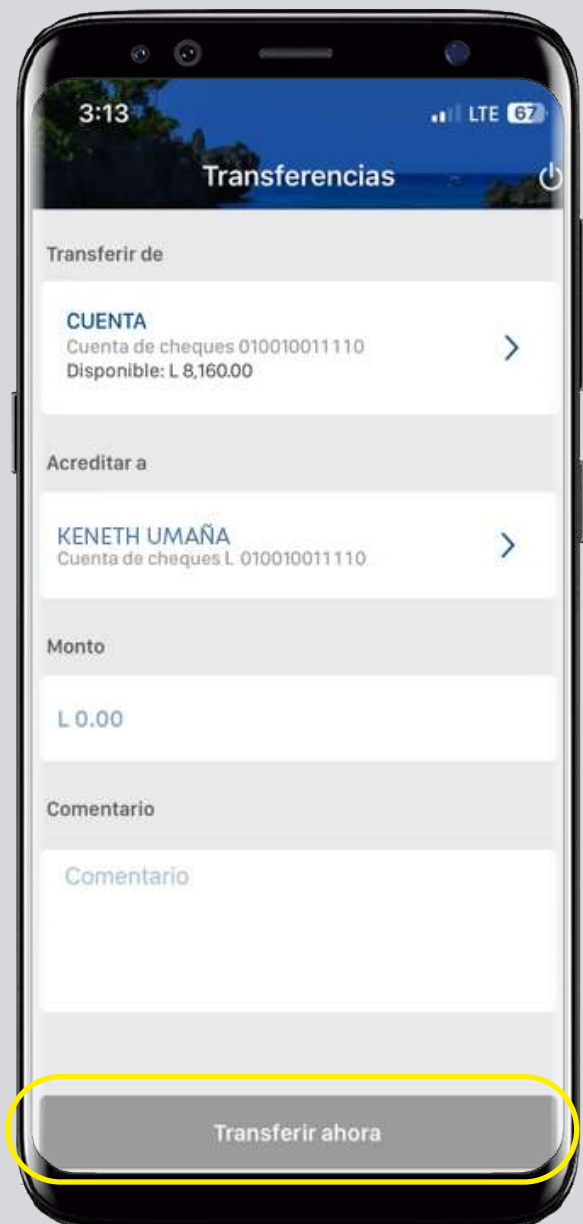 3:13
LTE 67
Transferencias
Transferir de
CUENTA
Cuenta de cheques 010010011110
Disponible: L 8,160.00
Acreditar a
KENETH UMAÑA
Cuenta de cheques L 010010011110
Monto
L 0.00
Comentario
Comentario
Transferir ahora